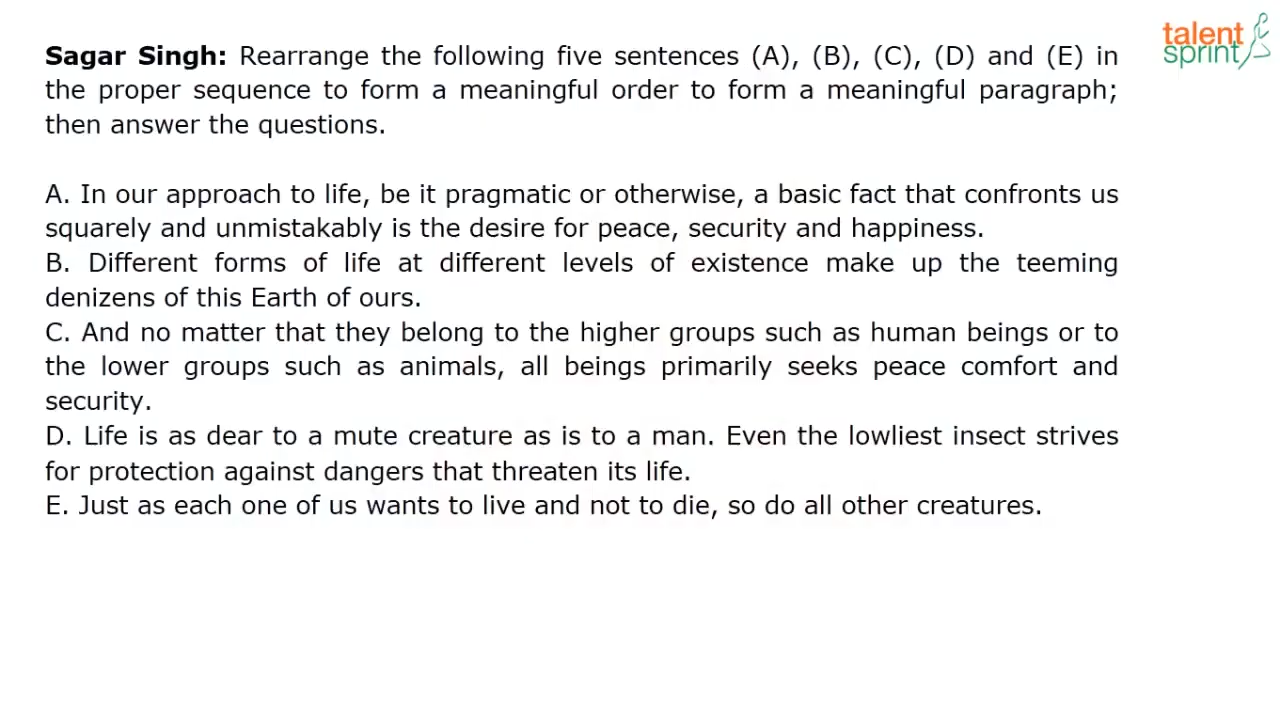 talent
sprint
Sagar Singh: Rearrange the following five sentences (A), (B), (C), (D) and (E) in
the proper sequence to form a meaningful order to form a meaningful paragraph;
then answer the questions.
A. In our approach to life, be it pragmatic or otherwise, a basic fact that confronts us
squarely and unmistakably is the desire for peace, security and happiness.
B. Different forms of life at different levels of existence make up the teeming
denizens of this Earth of ours.
C. And no matter that they belong to the higher groups such as human beings or to
the lower groups such as animals, all beings primarily seeks peace comfort and
security.
D. Life is as dear to a mute creature as is to a man. Even the lowliest insect strives
for protection against dangers that threaten its life.
E. Just as each one of us wants to live and not to die, so do all other creatures.